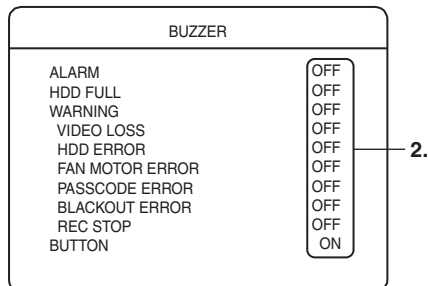 BUZZER
ALARM OFF
HDD FULL OFF
WARNING OFF
VIDEO LOSS OFF
HDD ERROR OFF
FAN MOTOR ERROR OFF
PASSCODE ERROR OFF
BLACKOUT ERROR OFF
REC STOP OFF
BUTTON ON
2.